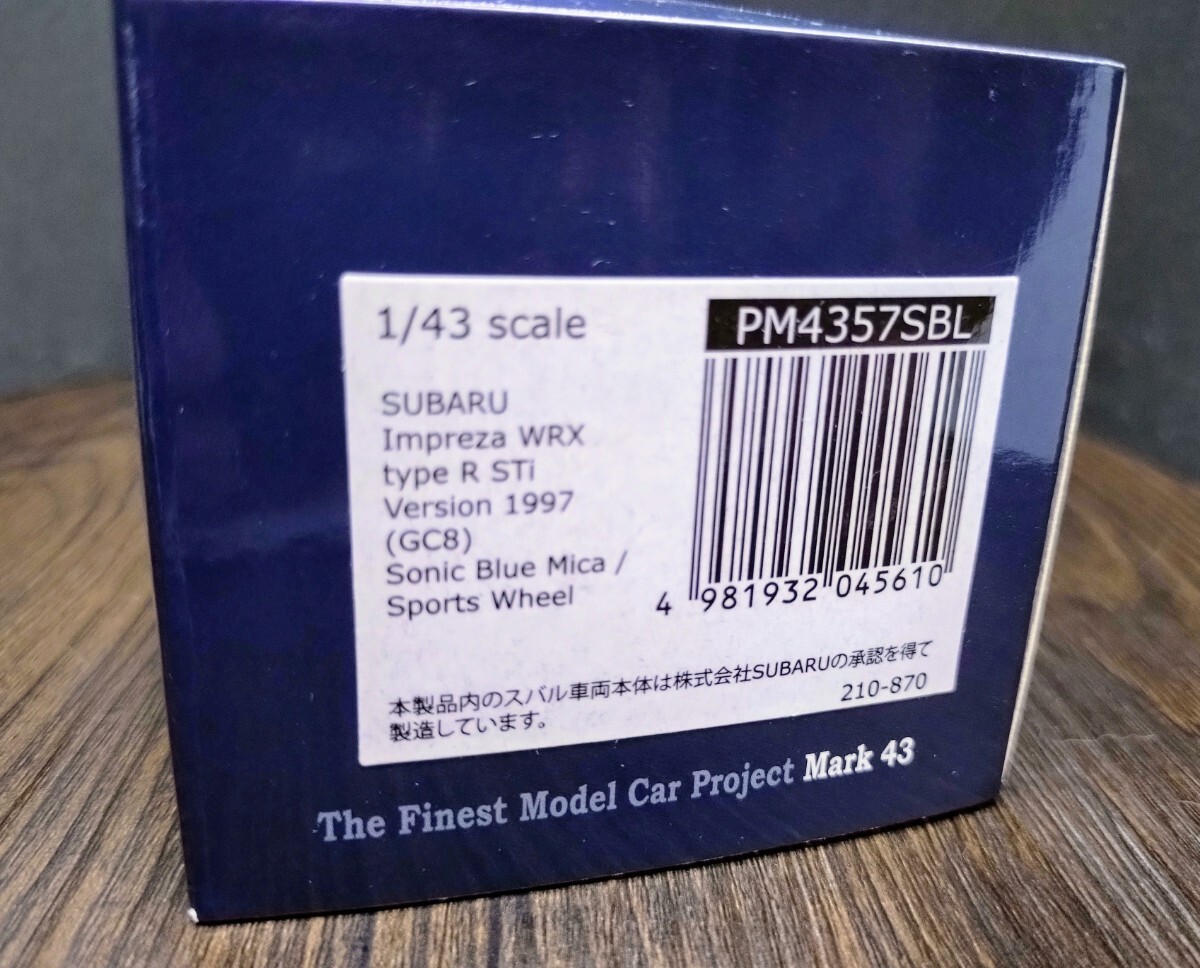 1/43 scale
PM4357SBL
SUBARU
Impreza WRX
type R STi
Version 1997
(GC8)
Sonic Blue Mica /
Sports Wheel
4 981932 045610
本製品内のスバル車両本体は株式会社SUBARUの承認を得て
製造しています。
210-870
The Finest Model Car Project Mark 43